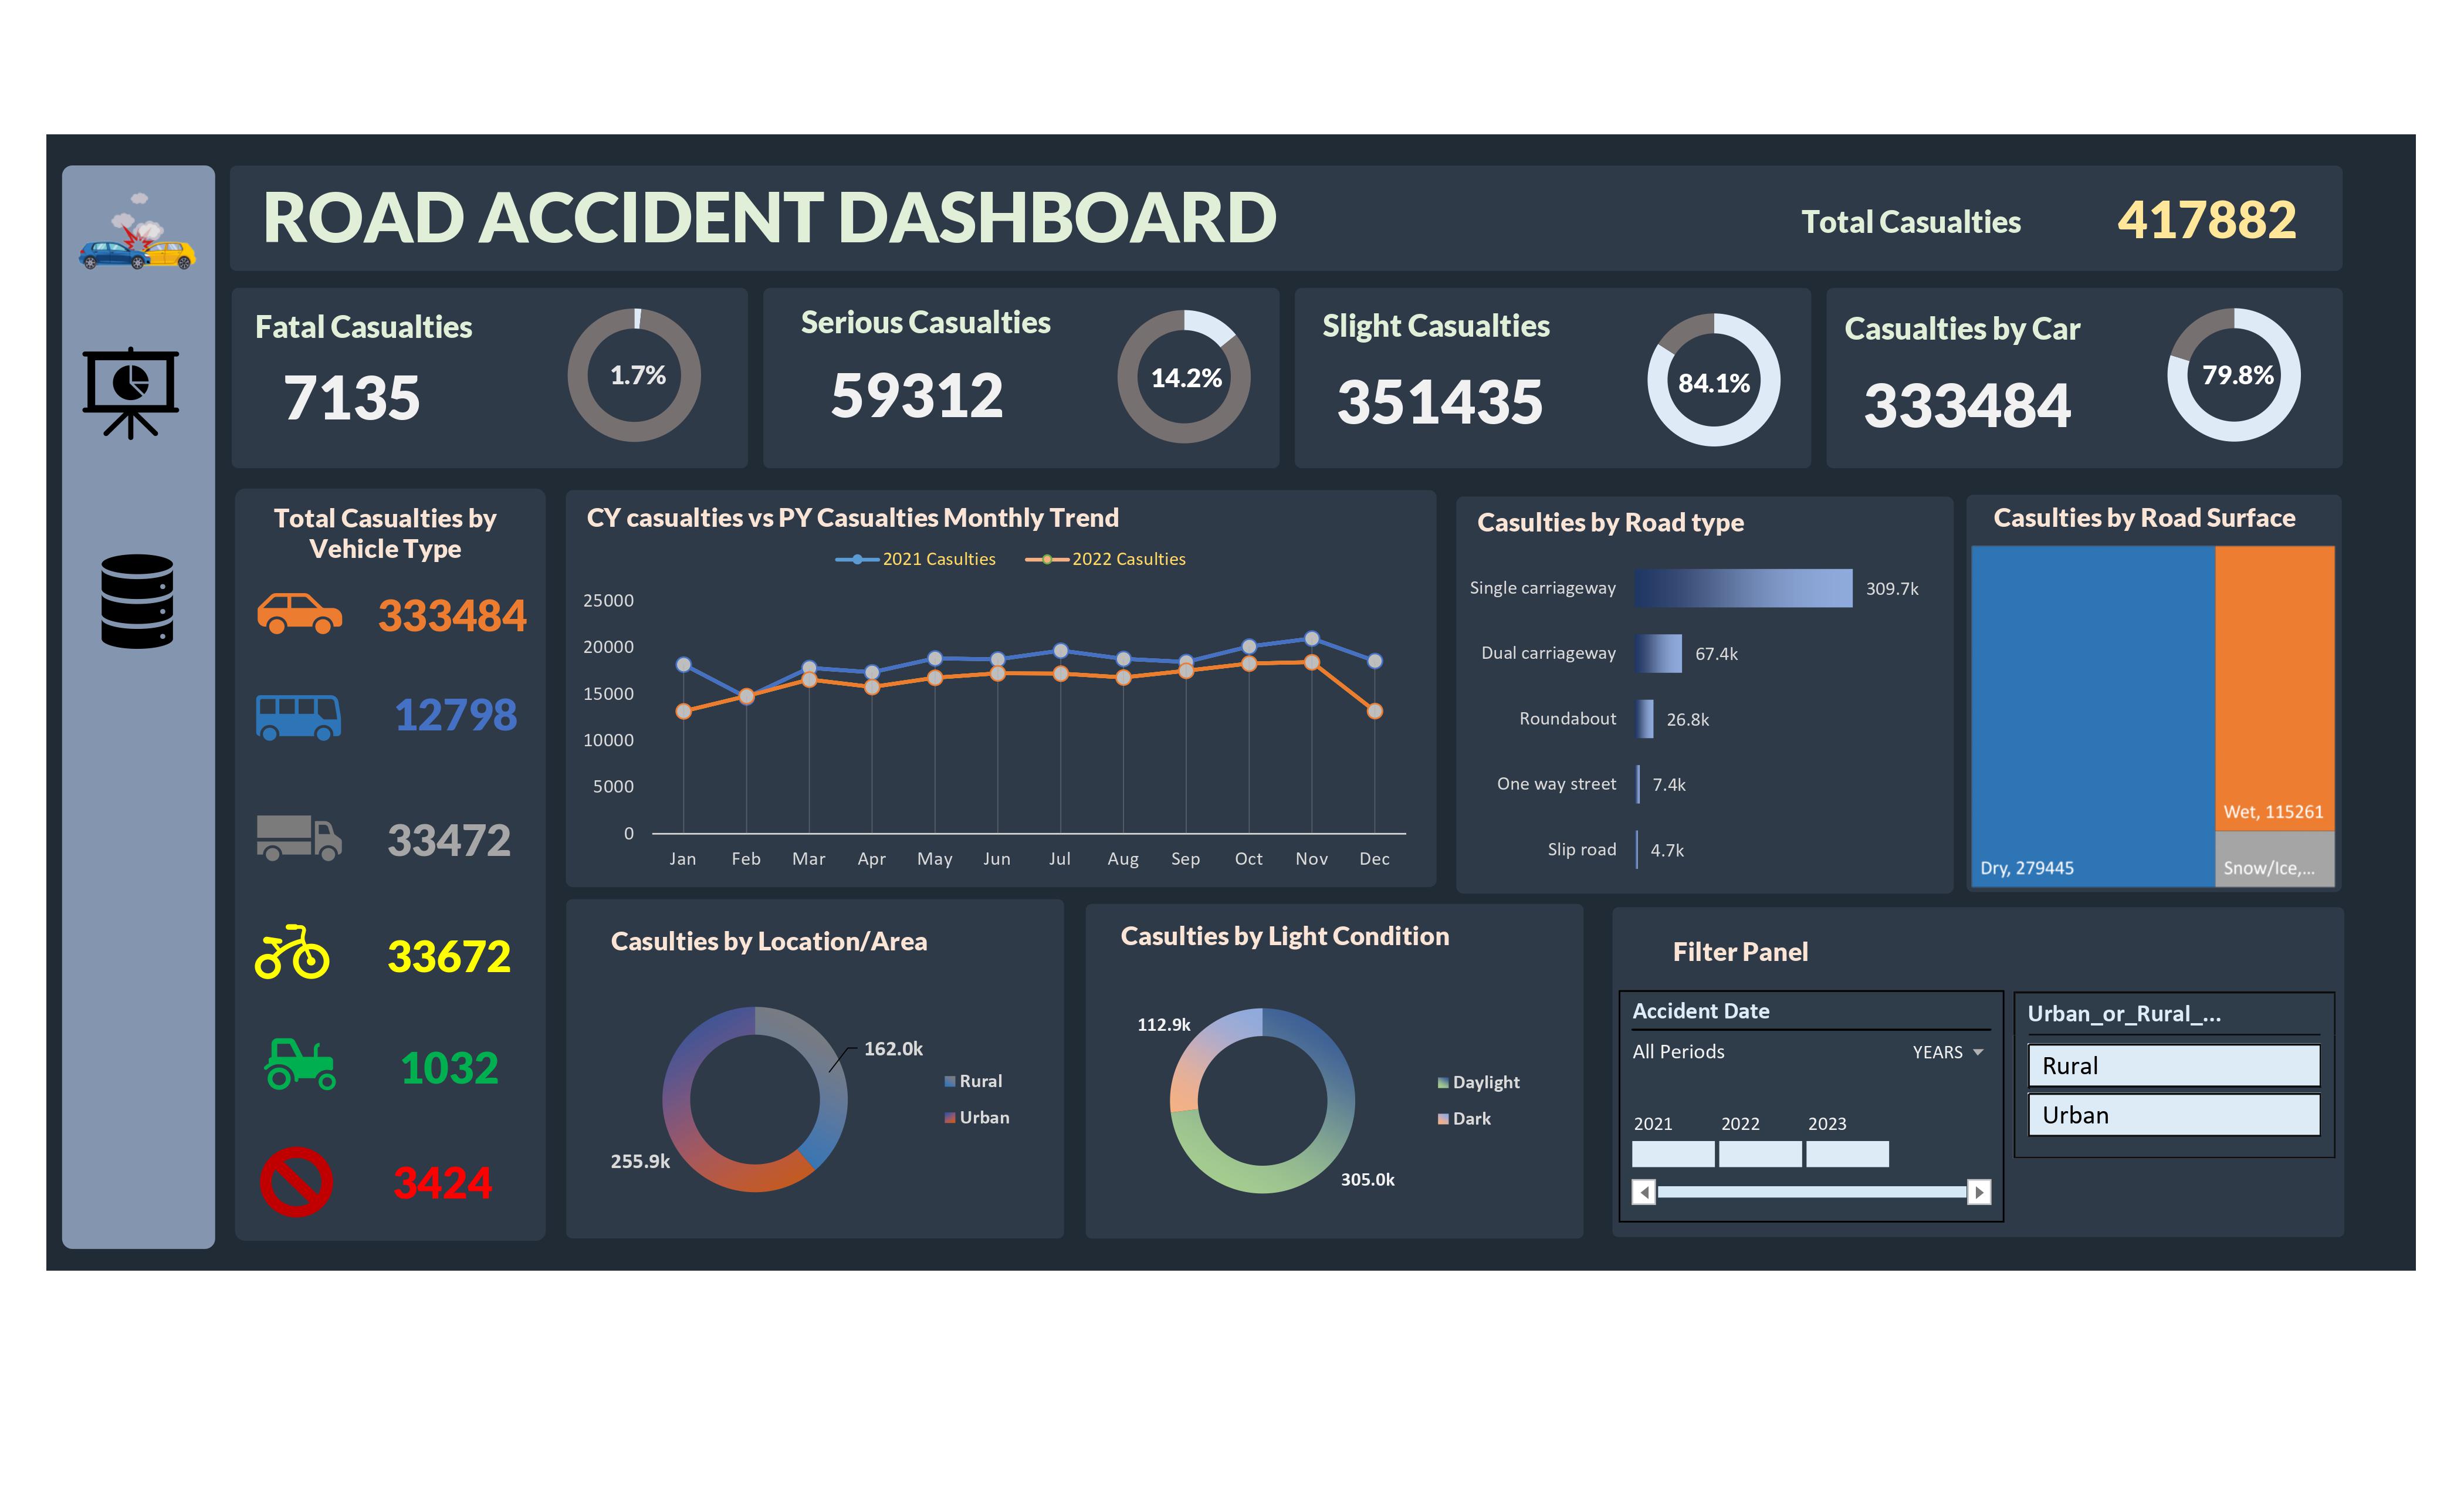 ROAD ACCIDENT DASHBOARD
Total Casualties
417882
Fatal Casualties
7135
1.7%
Serious Casualties
59312
14.2%
Slight Casualties
351435
84.1%
Casualties by Car
333484
79.8%
Total Casualties by
Vehicle Type
333484
12798
33472
33672
1032
3424
CY casualties vs PY Casualties Monthly Trend
2021 Casulties
2022 Casulties
25000
20000
15000
10000
5000
0
Jan Feb Mar Apr May Jun Jul Aug Sep Oct Nov Dec
Casulties by Road type
Single carriageway 309.7k
Dual carriageway 67.4k
Roundabout 26.8k
One way street 7.4k
Slip road 4.7k
Casulties by Road Surface
Dry, 279445
Wet, 115261
Snow/Ice,...
Casulties by Location/Area
162.0k
255.9k
Rural
Urban
Casulties by Light Condition
112.9k
305.0k
Daylight
Dark
Filter Panel
Accident Date
All Periods
YEARS
2021 2022 2023
Urban_or_Rural_...
Rural
Urban